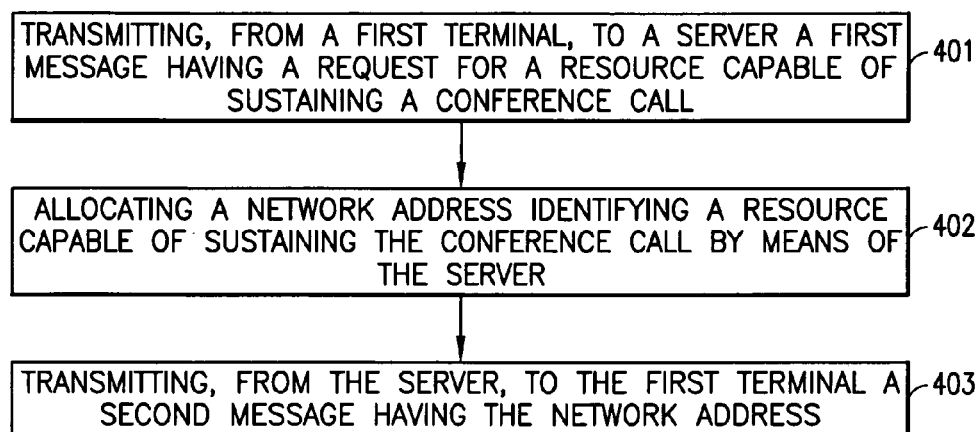 TRANSMITTING, FROM A FIRST TERMINAL, TO A SERVER A FIRST
MESSAGE HAVING A REQUEST FOR A RESOURCE CAPABLE OF
SUSTAINING A CONFERENCE CALL
401
ALLOCATING A NETWORK ADDRESS IDENTIFYING A RESOURCE
CAPABLE OF SUSTAINING THE CONFERENCE CALL BY MEANS OF
THE SERVER
402
TRANSMITTING, FROM THE SERVER, TO THE FIRST TERMINAL A
SECOND MESSAGE HAVING THE NETWORK ADDRESS
403